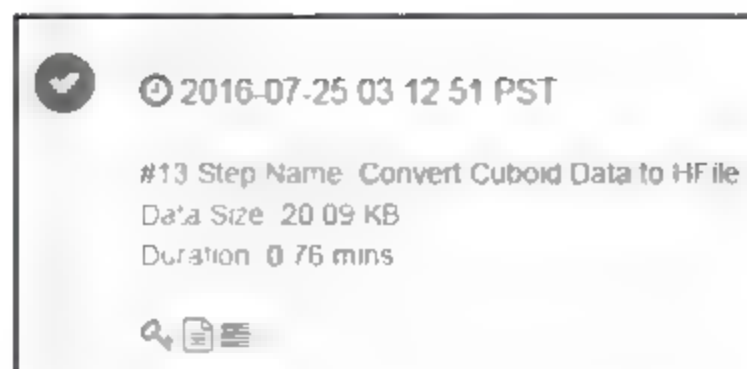 2016-07-25 03 12 51 PST
#13 Step Name Convert Cuboid Data to HFile
Data Size 20 09 KB
Duration 0 76 mins